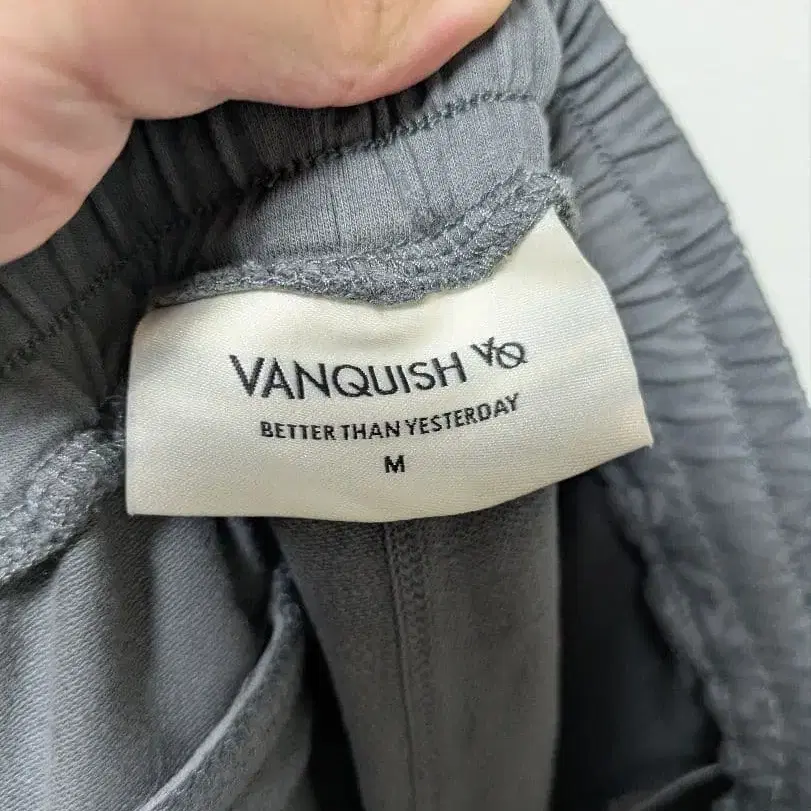 VANQUISH VQ
BETTER THAN YESTERDAY
M